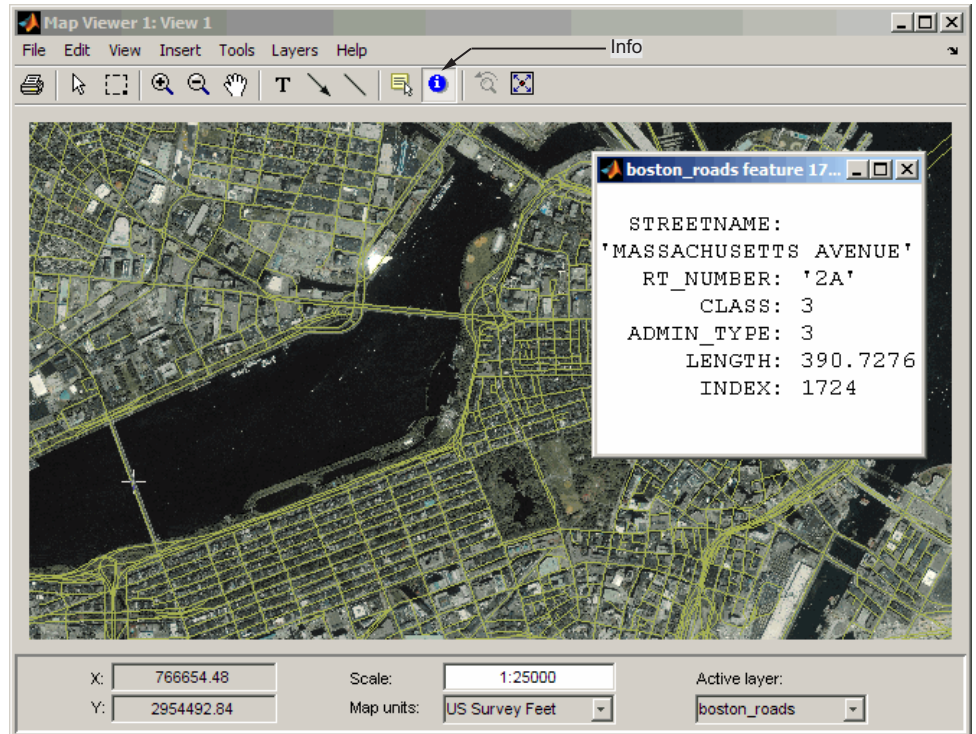 Map Viewer 1: View 1
File Edit View Insert Tools Layers Help
Info
T
boston_roads feature 17...
STREETNAME:
'MASSACHUSETTS AVENUE'
RT_NUMBER: '2A'
CLASS: 3
ADMIN_TYPE: 3
LENGTH: 390.7276
INDEX: 1724
X: 766654.48
Scale: 1:25000
Active layer:
Y: 2954492.84
Map units: US Survey Feet
boston_roads